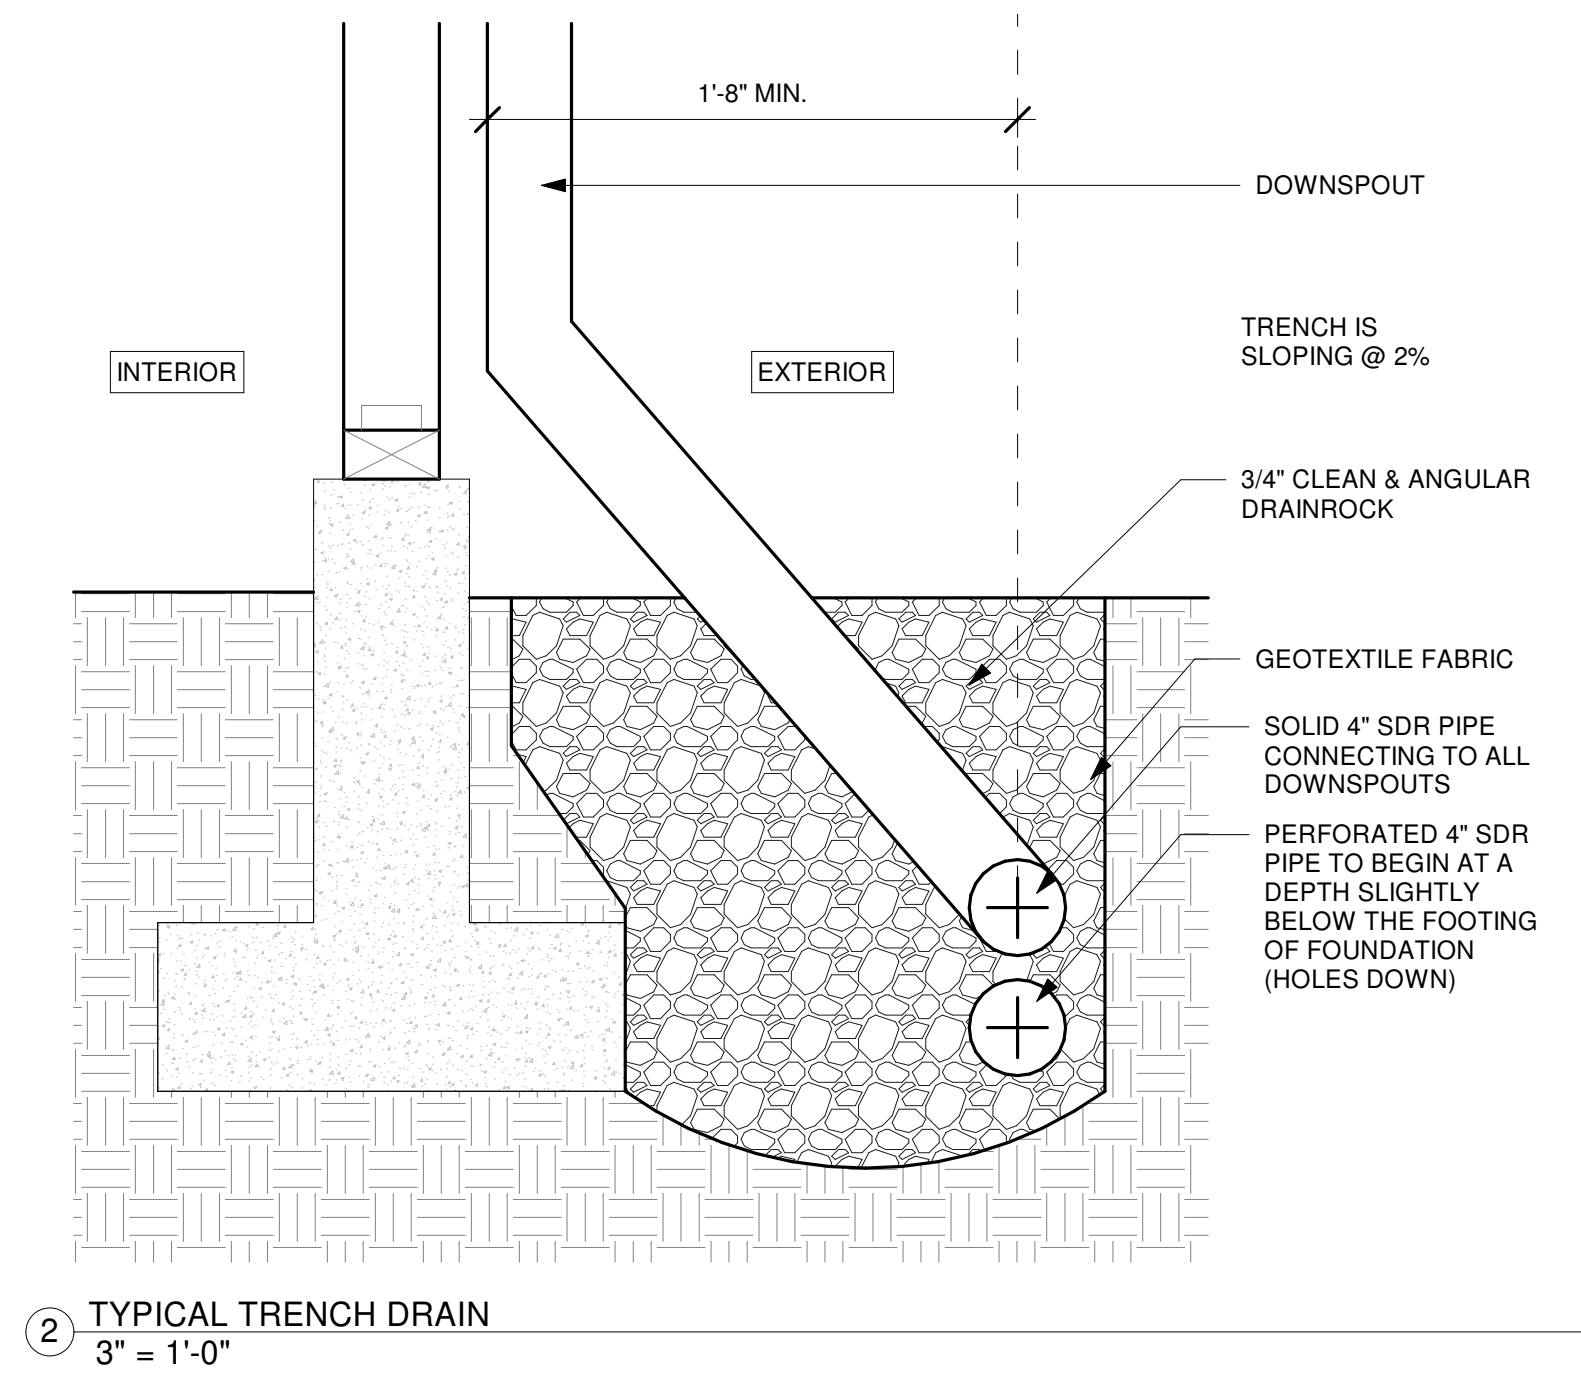 1'-8" MIN.
DOWNSPOUT
TRENCH IS
SLOPING @ 2%
INTERIOR
EXTERIOR
3/4" CLEAN & ANGULAR
DRAINROCK
GEOTEXTILE FABRIC
SOLID 4" SDR PIPE
CONNECTING TO ALL
DOWNSPOUTS
PERFORATED 4" SDR
PIPE TO BEGIN AT A
DEPTH SLIGHTLY
BELOW THE FOOTING
OF FOUNDATION
(HOLES DOWN)
2
TYPICAL TRENCH DRAIN
3" = 1'-0"